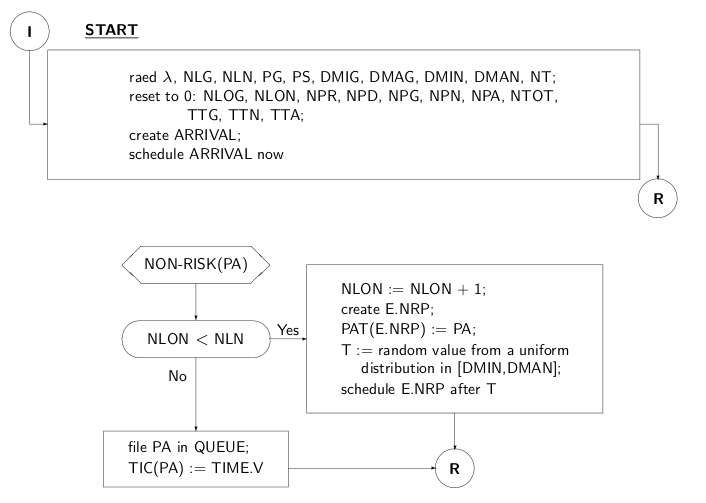 I
START
raed λ, NLG, NLN, PG, PS, DMIG, DMAG, DMIN, DMAN, NT;
reset to 0: NLOG, NLON, NPR, NPD, NPG, NPN, NPA, NTOT,
TTG, TTN, TTA;
create ARRIVAL;
schedule ARRIVAL now
R
NON-RISK(PA)
NLON < NLN
Yes
No
NLON := NLON + 1;
create E.NRP;
PAT(E.NRP) := PA;
T := random value from a uniform
distribution in [DMIN,DMAN];
schedule E.NRP after T
file PA in QUEUE;
TIC(PA) := TIME.V
R